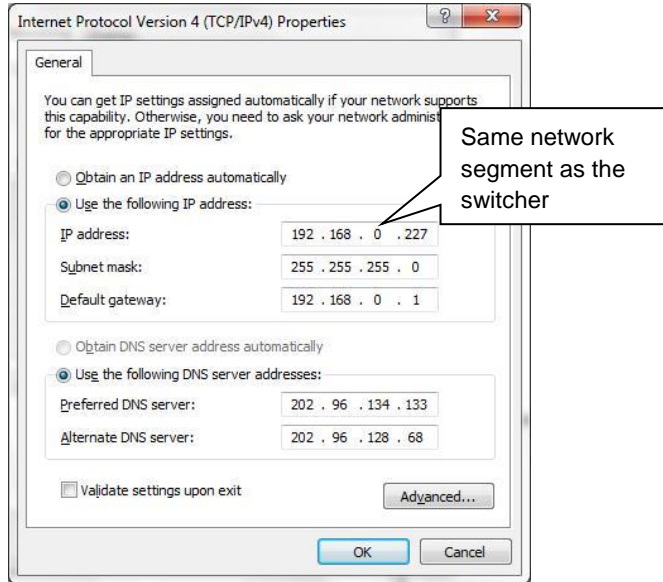 Internet Protocol Version 4 (TCP/IPv4) Properties
General
You can get IP settings assigned automatically if your network supports
this capability. Otherwise, you need to ask your network administ
for the appropriate IP settings.
Same network
segment as the
switcher
Obtain an IP address automatically
Use the following IP address:
IP address: 192 . 168 . 0 . 227
Subnet mask: 255 . 255 . 255 . 0
Default gateway: 192 . 168 . 0 . 1
Obtain DNS server address automatically
Use the following DNS server addresses:
Preferred DNS server: 202 . 96 . 134 . 133
Alternate DNS server: 202 . 96 . 128 . 68
Validate settings upon exit
Advanced...
OK Cancel